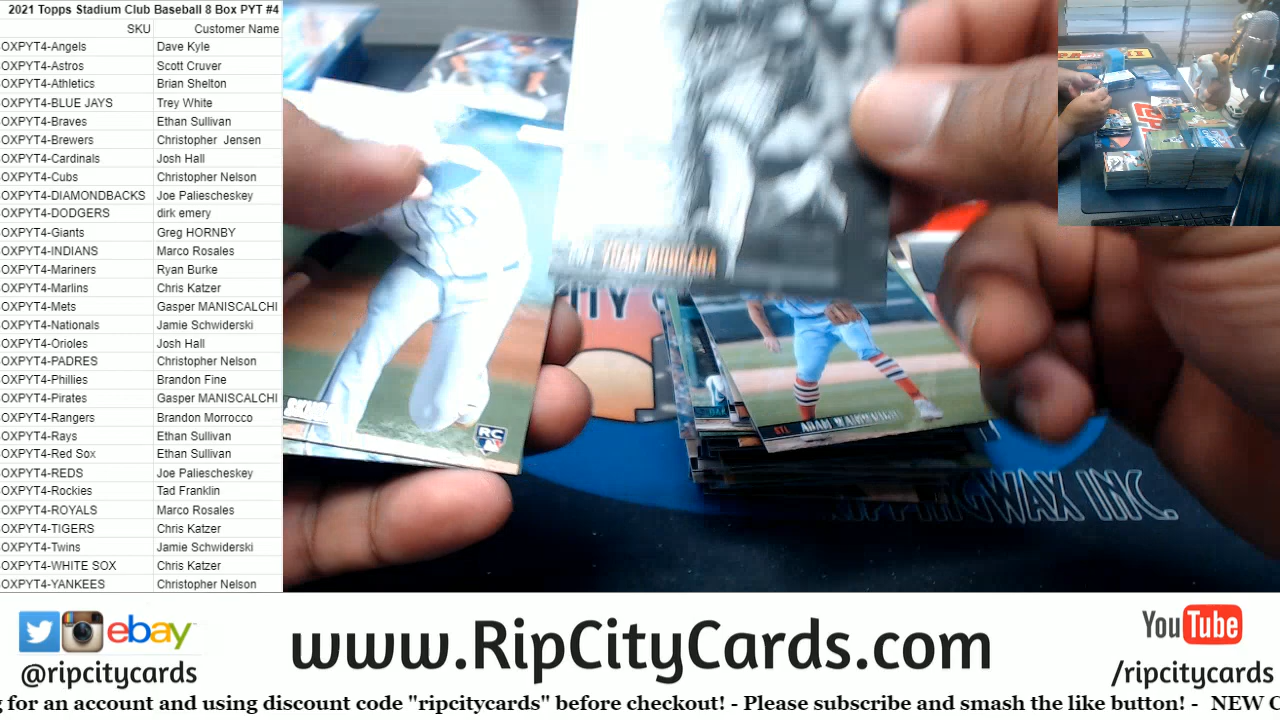 2021 Topps Stadium Club Baseball 8 Box PYT #4
SKU Customer Name
OXPYT4-Angels Dave Kyle
OXPYT4-Astros Scott Cruver
OXPYT4-Athletics Brian Shelton
OXPYT4-BLUE JAYS Trey White
OXPYT4-Braves Ethan Sullivan
OXPYT4-Brewers Christopher Jensen
OXPYT4-Cardinals Josh Hall
OXPYT4-Cubs Christopher Nelson
OXPYT4-DIAMONDBACKS Joe Paliescheskey
OXPYT4-DODGERS dirk emery
OXPYT4-Giants Greg HORNBY
OXPYT4-INDIANS Marco Rosales
OXPYT4-Mariners Ryan Burke
OXPYT4-Marlins Chris Katzer
OXPYT4-Mets Gasper MANISCALCHI
OXPYT4-Nationals Jamie Schwiderski
OXPYT4-Orioles Josh Hall
OXPYT4-PADRES Christopher Nelson
OXPYT4-Phillies Brandon Fine
OXPYT4-Pirates Gasper MANISCALCHI
OXPYT4-Rangers Brandon Morrocco
OXPYT4-Rays Ethan Sullivan
OXPYT4-Red Sox Ethan Sullivan
OXPYT4-REDS Joe Paliescheskey
OXPYT4-Rockies Tad Franklin
OXPYT4-ROYALS Marco Rosales
OXPYT4-TIGERS Chris Katzer
OXPYT4-Twins Jamie Schwiderski
OXPYT4-WHITE SOX Chris Katzer
OXPYT4-YANKEES Christopher Nelson
YOAN MONCADA
STL ADAM WAINWRIGHT
RC
WAX INC.
ebay
@ripcitycards
www.RipCityCards.com
YouTube
/ripcitycards
g for an account and using discount code "ripcitycards" before checkout! - Please subscribe and smash the like button! - NEW C